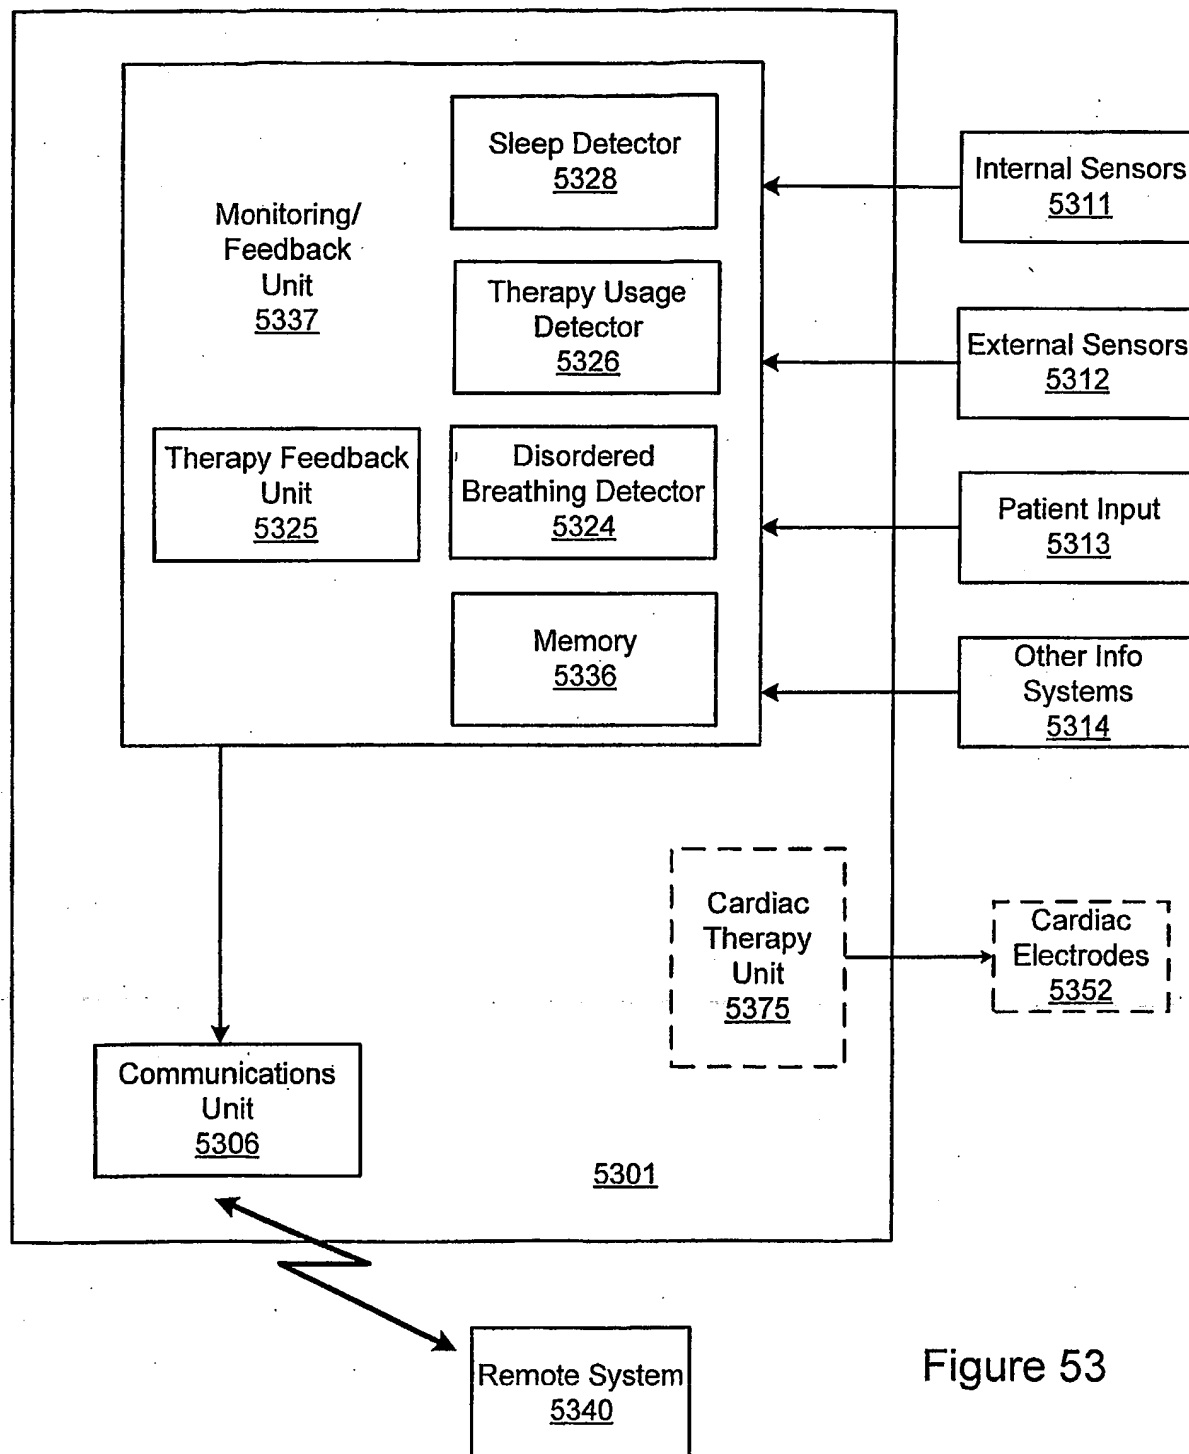 Sleep Detector
5328
Internal Sensors
5311
Monitoring/
Feedback
Unit
5337
Therapy Usage
Detector
5326
External Sensors
5312
Therapy Feedback
Unit
5325
Disordered
Breathing Detector
5324
Patient Input
5313
Memory
5336
Other Info
Systems
5314
Cardiac
Therapy
Unit
5375
Cardiac
Electrodes
5352
Communications
Unit
5306
5301
Remote System
5340
Figure 53